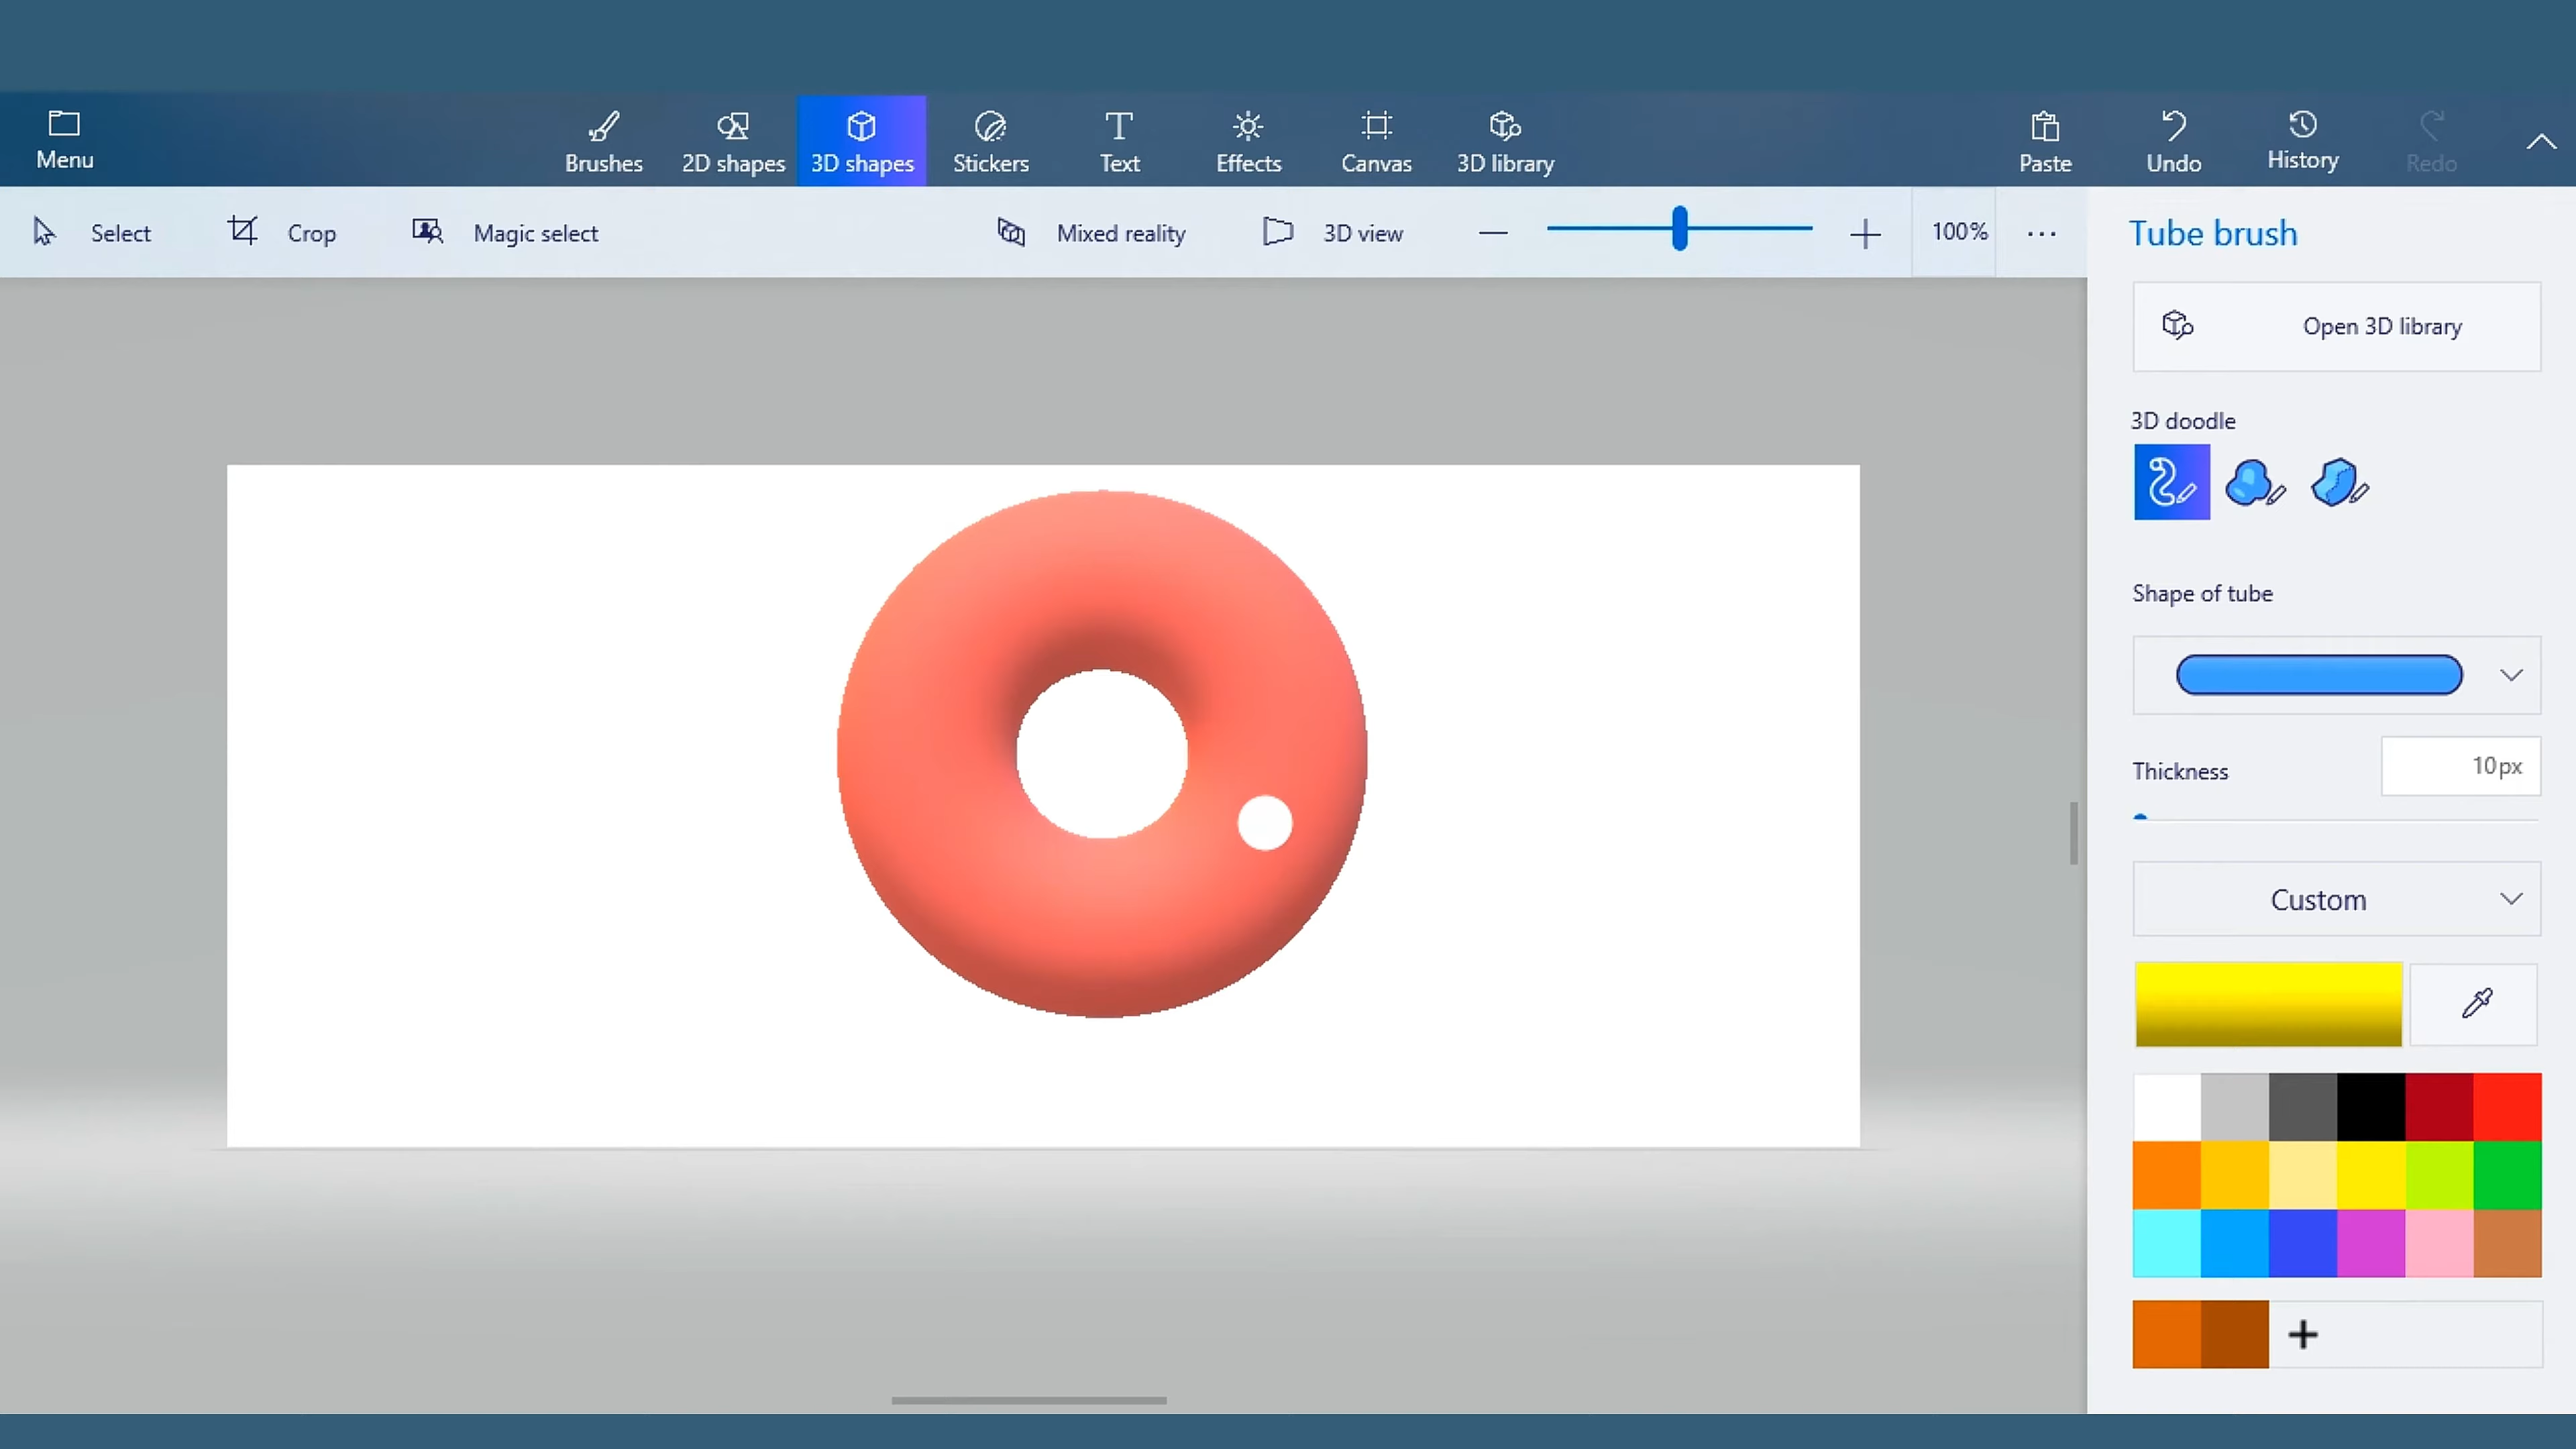 Menu
Brushes
2D shapes
3D shapes
Stickers
Text
Effects
Canvas
3D library
Paste
Undo
History
Redo
Select
Crop
Magic select
Mixed reality
3D view
100%
Tube brush
Open 3D library
3D doodle
Shape of tube
Thickness
10px
Custom